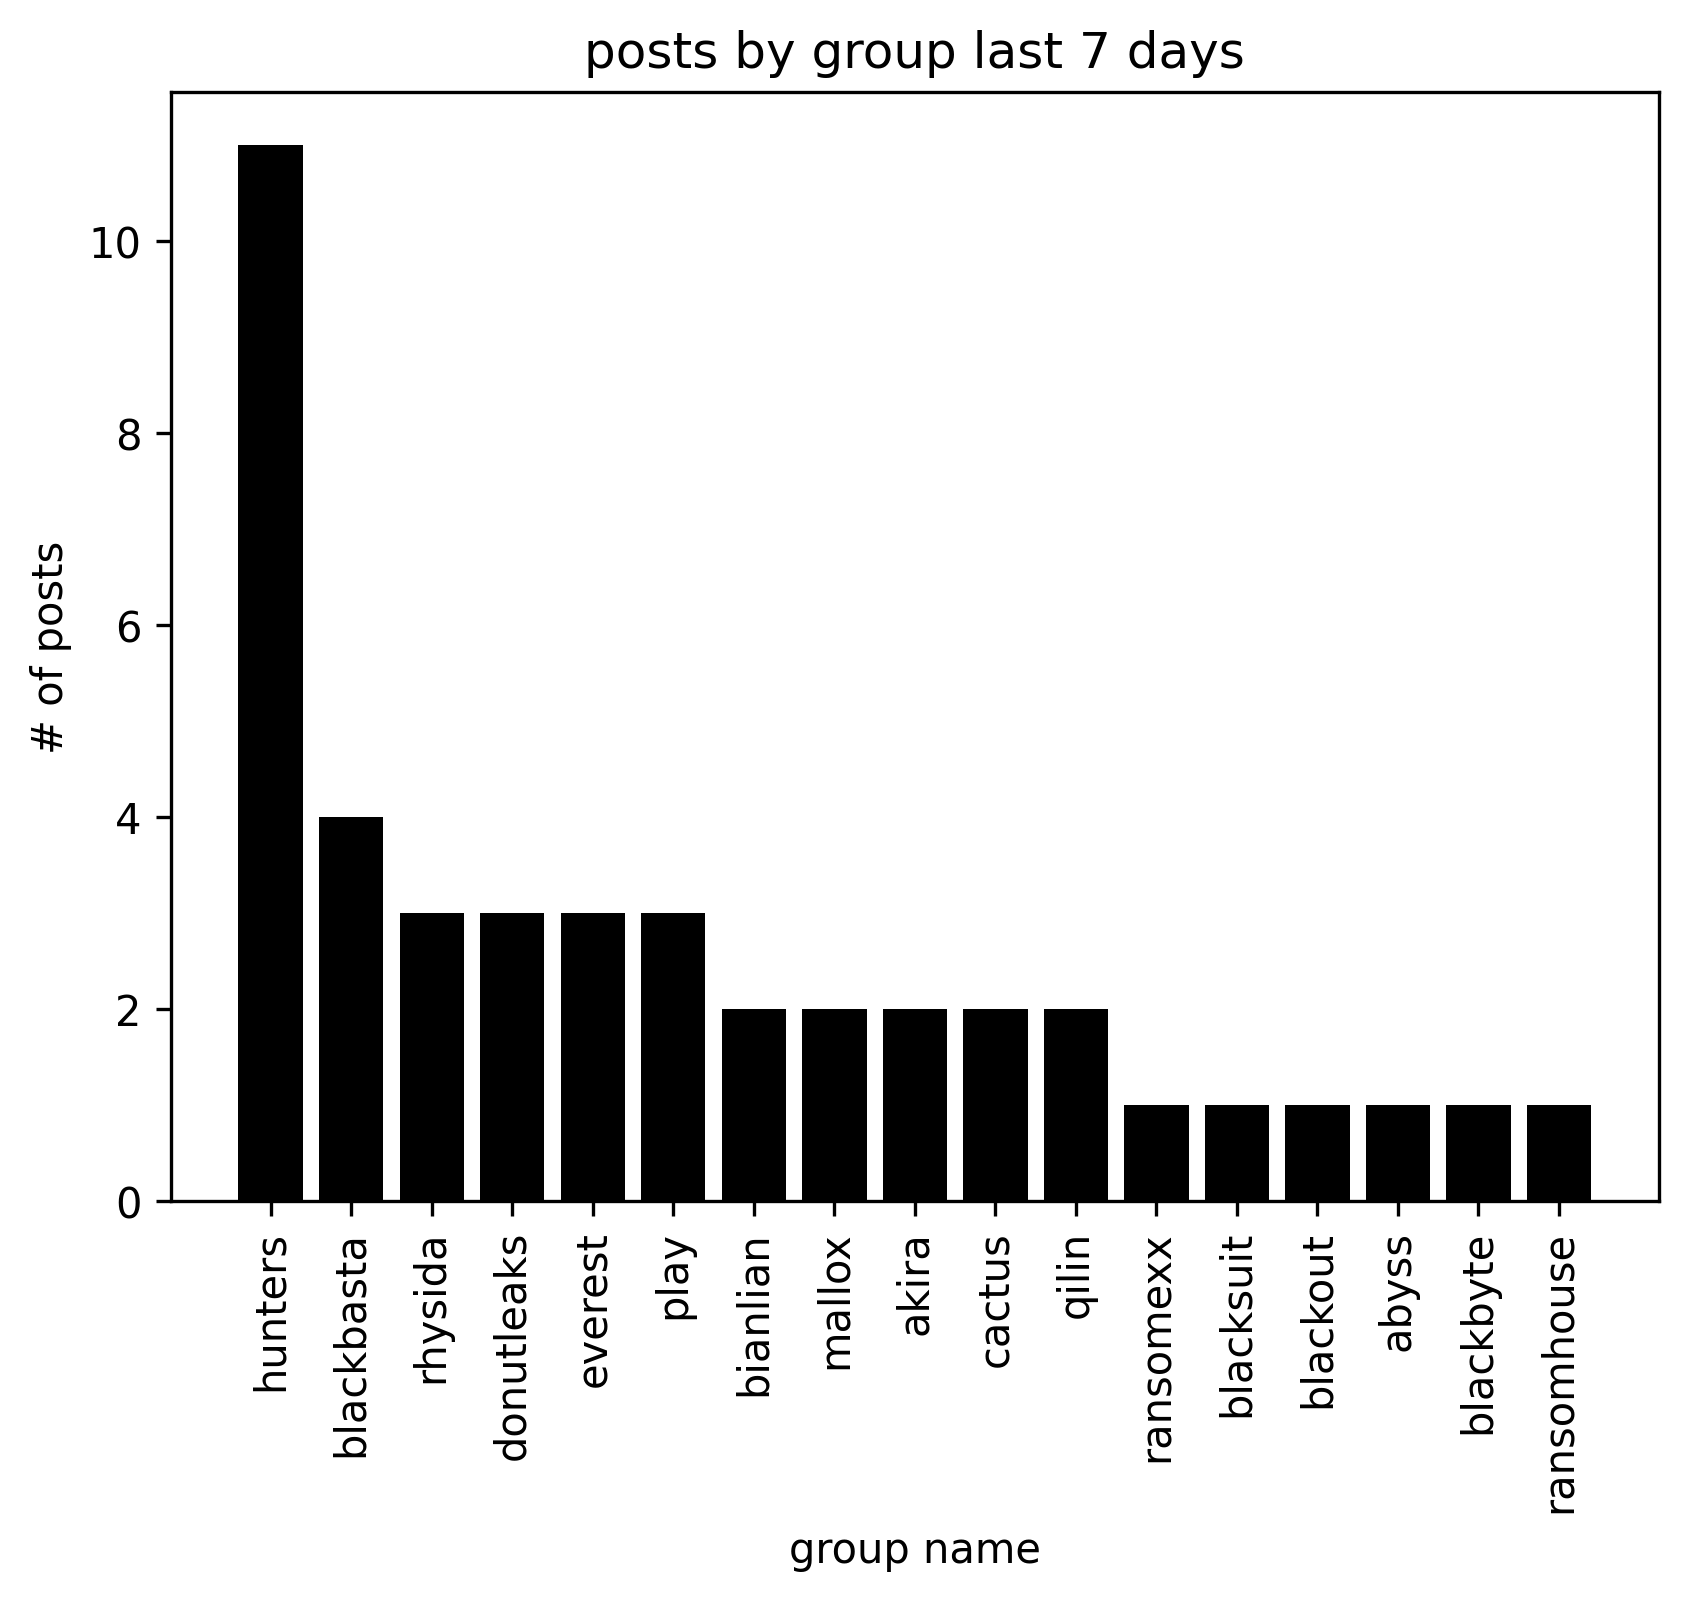 posts by group last 7 days
# of posts
10
8
6
4
2
0
hunters
blackbasta
rhysida
donutleaks
everest
play
bianlian
mallox
akira
cactus
qilin
ransomexx
blacksuit
blackout
abyss
blackbyte
ransomhouse
group name